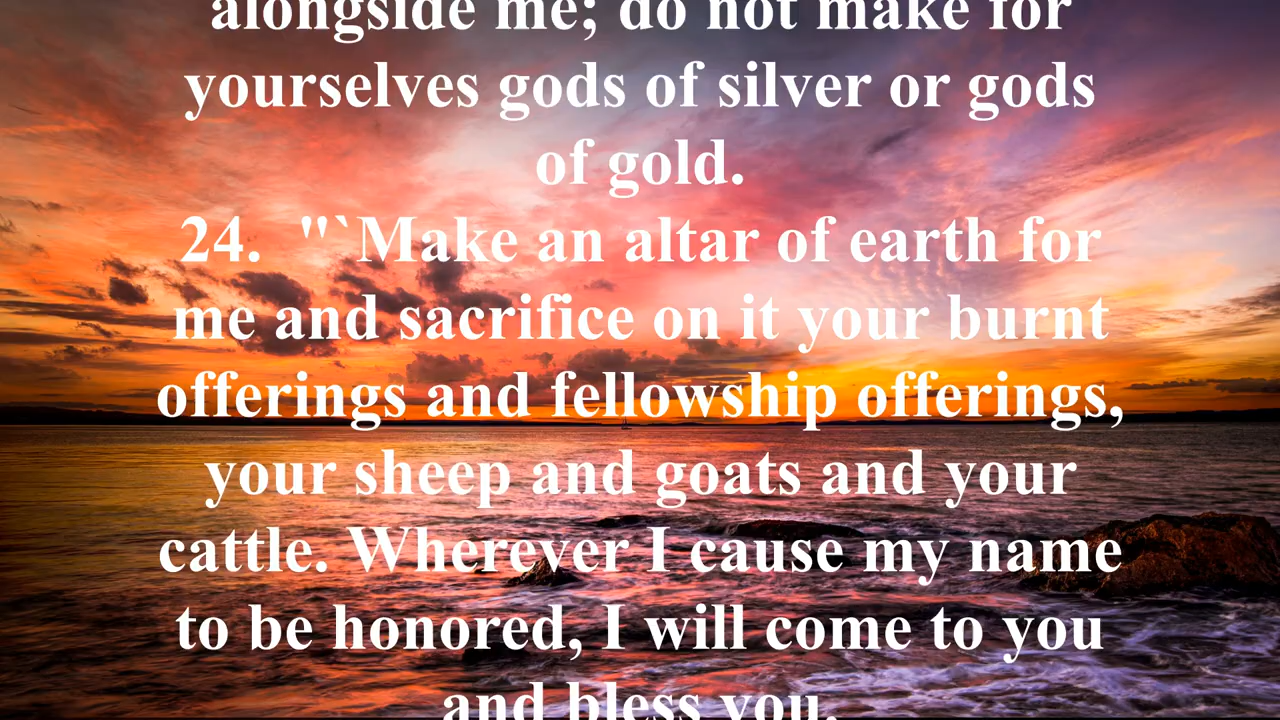 alongside me; do not make for
yourselves gods of silver or gods
of gold.
24.  "`Make an altar of earth for
me and sacrifice on it your burnt
offerings and fellowship offerings,
your sheep and goats and your
cattle. Wherever I cause my name
to be honored, I will come to you
and bless you.